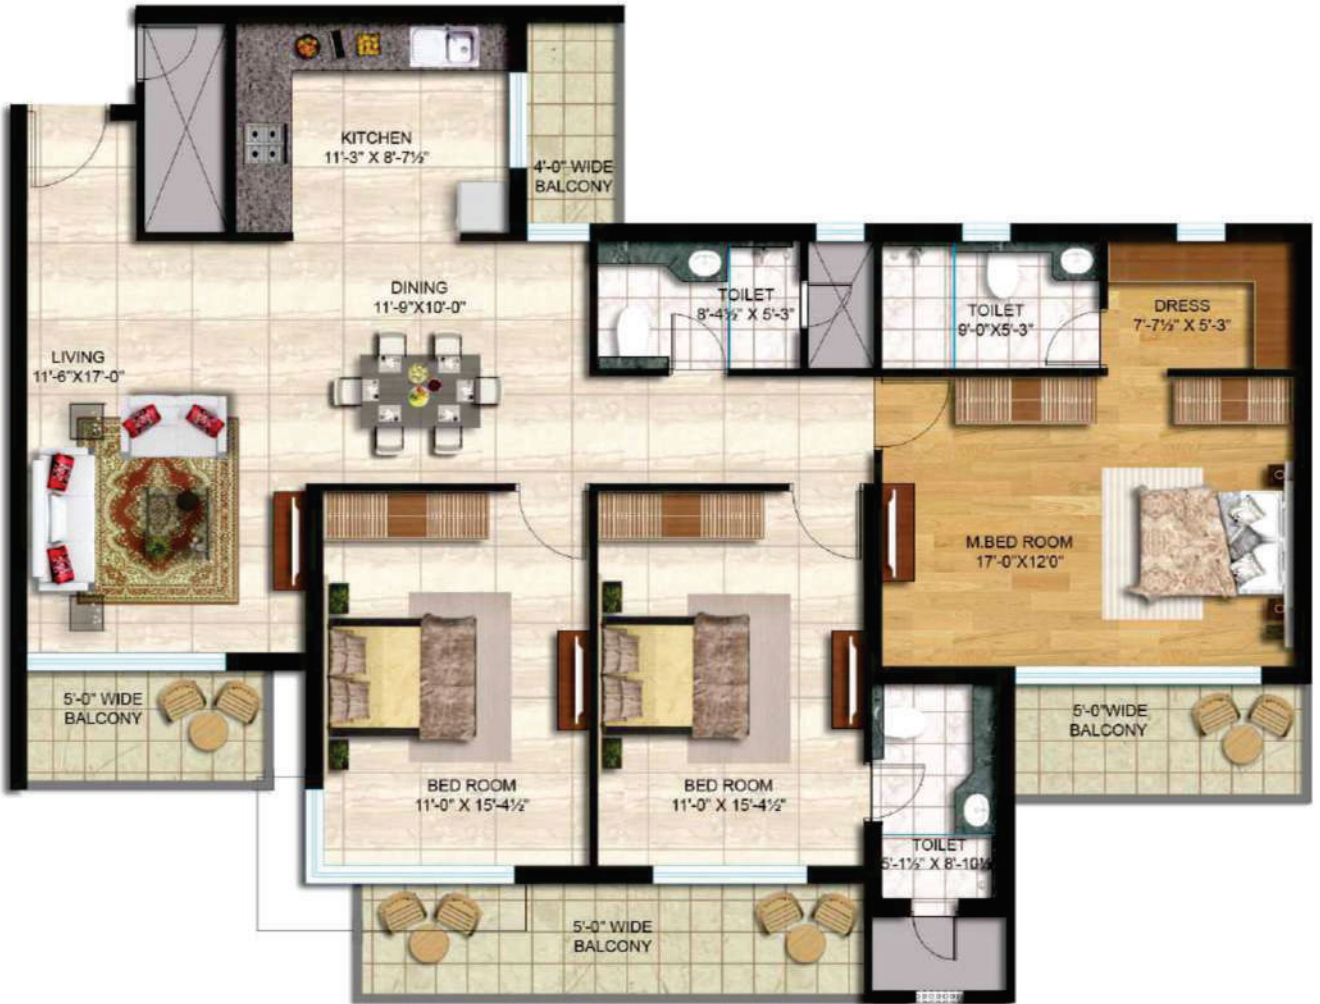 KITCHEN
11'-3" X 8'-7½"
4'-0" WIDE
BALCONY
DINING
11'-9"X10'-0"
TOILET
8'-4½" X 5'-3"
TOILET
9'-0"X5'-3"
DRESS
7'-7½" X 5'-3"
LIVING
11'-6"X17'-0"
M.BED ROOM
17'-0"X12'0"
5'-0" WIDE
BALCONY
BED ROOM
11'-0" X 15'-4½"
BED ROOM
11'-0" X 15'-4½"
5'-0"WIDE
BALCONY
TOILET
5'-1½" X 8'-10½
5'-0" WIDE
BALCONY